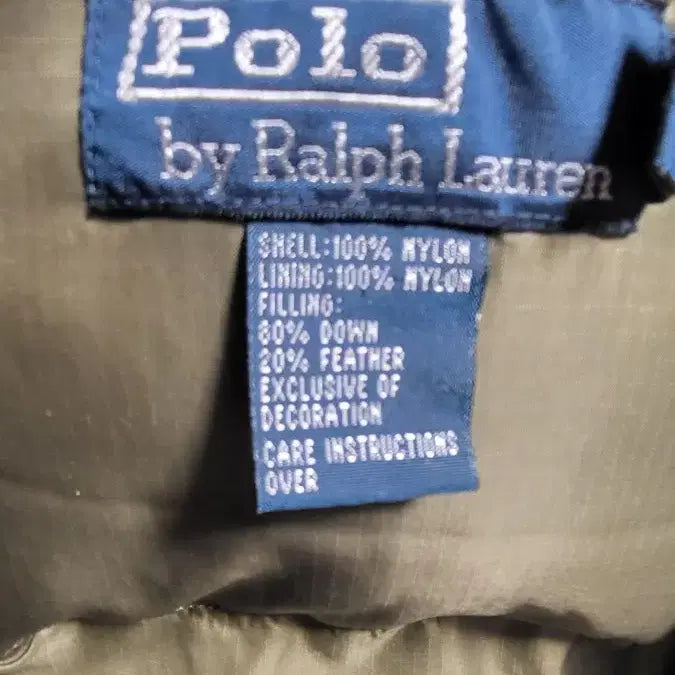 Polo
by Ralph Lauren
SHELL:100% NYLON
LINING:100% NYLON
FILLING:
80% DOWN
20% FEATHER
EXCLUSIVE OF
DECORATION
CARE INSTRUCTIONS
OVER